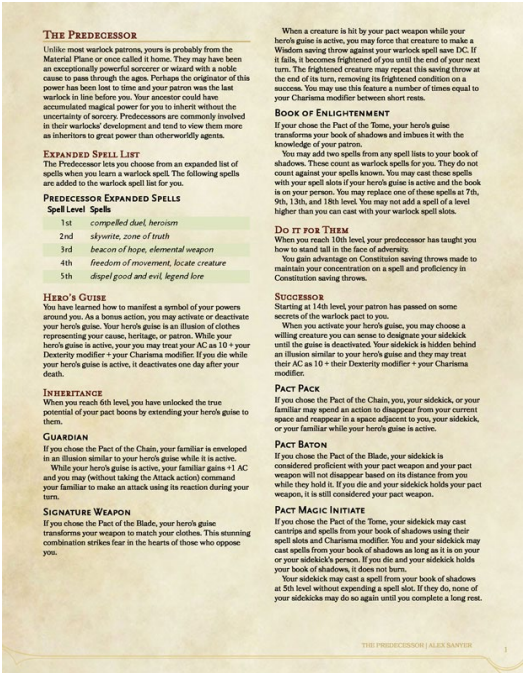 THE PREDECESSOR
Unlike most warlock patrons, yours is probably from the
Material Plane or once called it home. They may have been
an exceptionally powerful sorcerer or wizard with a noble
cause to pass through the ages. Perhaps the originator of this
power has been lost to time and your patron was the last
warlock in line before you. Your ancestor could have
accumulated magical power for you to inherit without the
uncertainty of sorcery. Predecessors are commonly involved
in their warlocks' development and tend to view them more
as inheritors to great power than otherworldly agents.
EXPANDED SPELL LIST
The Predecessor lets you choose from an expanded list of
spells when you learn a warlock spell. The following spells
are added to the warlock spell list for you.
PREDECESSOR EXPANDED SPELLS
Spell Level Spells
1st compelled duel, heroism
2nd skywrite, zone of truth
3rd beacon of hope, elemental weapon
4th freedom of movement, locate creature
5th dispel good and evil, legend lore
HERO'S GUISE
You have learned how to manifest a symbol of your powers
around you. As a bonus action, you may activate or deactivate
your hero's guise. Your hero's guise is an illusion of clothes
representing your cause, heritage, or patron. While your
hero's guise is active, your you may treat your AC as 10 + your
Dexterity modifier + your Charisma modifier. If you die while
your hero's guise is active, it deactivates one day after your
death.
INHERITANCE
When you reach 6th level, you have unlocked the true
potential of your pact boons by extending your hero's guise to
them.
GUARDIAN
If you chose the Pact of the Chain, your familiar is enveloped
in an illusion similar to your hero's guise while it is active.
While your hero's guise is active, your familiar gains +1 AC
and you may (without taking the Attack action) command
your familiar to make an attack using its reaction during your
turn.
SIGNATURE WEAPON
If you chose the Pact of the Blade, your hero's guise
transforms your weapon to match your clothes. This stunning
combination strikes fear in the hearts of those who oppose
you.
When a creature is hit by your pact weapon while your
hero's guise is active, you may force that creature to make a
Wisdom saving throw against your warlock spell save DC. If
it fails, it becomes frightened of you until the end of your next
turn. The frightened creature may repeat this saving throw at
the end of its turn, removing its frightened condition on a
success. You may use this feature a number of times equal to
your Charisma modifier between short rests.
BOOK OF ENLIGHTENMENT
If your chose the Pact of the Tome, your hero's guise
transforms your book of shadows and imbues it with the
knowledge of your patron.
You may add two spells from any spell lists to your book
of shadows. These count as warlock spells for you. They do not
count against your spells known. You may cast these spells
with your spell slots if your hero's guise is active and the book
is on your person. You may replace one of these spells at 7th,
9th, 13th, and 18th level. You may not add a spell of a level
higher than you can cast with your warlock spell slots.
DO IT FOR THEM
When you reach 10th level, your predecessor has taught you
how to stand tall in the face of adversity.
You gain advantage on Constituion saving throws made to
maintain your concentration on a spell and proficiency in
Constitution saving throws.
SUCCESSOR
Starting at 14th level, your patron has passed on some
secrets of the warlock pact to you.
When you activate your hero's guise, you may choose a
willing creature you can sense to designate your sidekick
until the guise is deactivated. Your sidekick is hidden behind
an illusion similar to your hero's guise and they may treat
their AC as 10 + their Dexterity modifier + your Charisma
modifier.
PACT PACK
If you chose the Pact of the Chain, you, your sidekick, or your
familiar may spend an action to disappear from your current
space and reappear in a space adjacent to you, your sidekick,
or your familiar while your hero's guise is active.
PACT BATON
If you chose the Pact of the Blade, your sidekick is
considered proficient with your pact weapon and your pact
weapon will not disappear based on its distance from you
while they hold it. If you die and your sidekick holds your pact
weapon, it is still considered your pact weapon.
PACT MAGIC INITIATE
If you chose the Pact of the Tome, your sidekick may cast
cantrips and spells from your book of shadows using their
spell slots and Charisma modifier. You and your sidekick may
cast spells from your book of shadows as long as it is on your
or your sidekick's person. If you die and your sidekick holds
your book of shadows, it does not burn.
Your sidekick may cast a spell from your book of shadows
at 5th level without expending a spell slot. If they do, none of
your sidekicks may do so again until you complete a long rest.
THE PREDECESSOR | ALEX SANTER
1